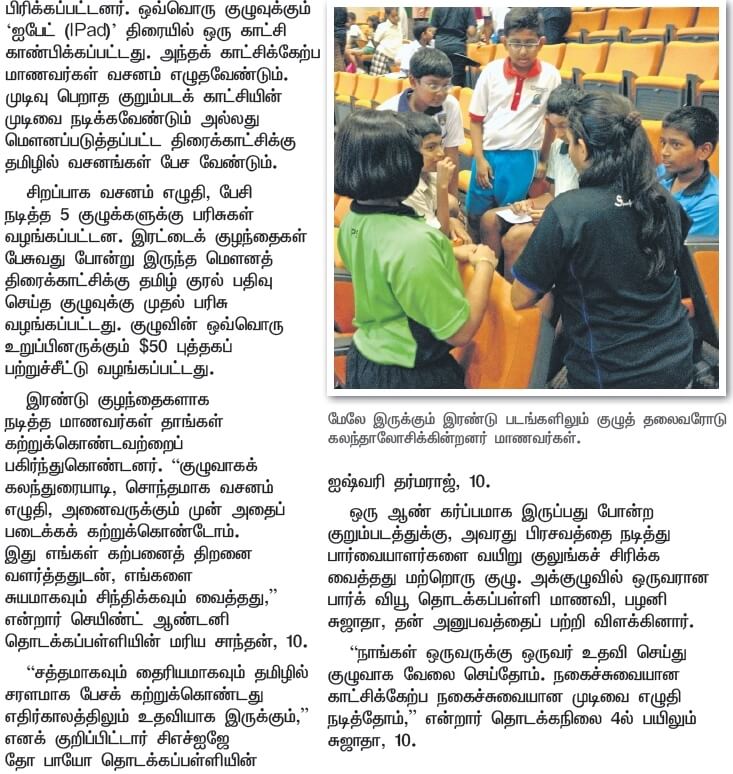 பிரிக்கப்பட்டனர். ஒவ்வொரு குழுவுக்கும்
‘ஐபேட் (IPad)’ திரையில் ஒரு காட்சி
காண்பிக்கப்பட்டது. அந்தக் காட்சிக்கேற்ப
மாணவர்கள் வசனம் எழுதவேண்டும்.
முடிவு பெறாத குறும்படக் காட்சியின்
முடிவை நடிக்கவேண்டும் அல்லது
மௌனப்படுத்தப்பட்ட திரைக்காட்சிக்கு
தமிழில் வசனங்கள் பேச வேண்டும்.
சிறப்பாக வசனம் எழுதி, பேசி
நடித்த 5 குழுக்களுக்கு பரிசுகள்
வழங்கப்பட்டன. இரட்டைக் குழந்தைகள்
பேசுவது போன்று இருந்த மௌனத்
திரைக்காட்சிக்கு தமிழ் குரல் பதிவு
செய்த குழுவுக்கு முதல் பரிசு
வழங்கப்பட்டது. குழுவின் ஒவ்வொரு
உறுப்பினருக்கும் $50 புத்தகப்
பற்றுச்சீட்டு வழங்கப்பட்டது.
இரண்டு குழந்தைகளாக
நடித்த மாணவர்கள் தாங்கள்
கற்றுக்கொண்டவற்றைப்
பகிர்ந்துகொண்டனர். “குழுவாகக்
கலந்துரையாடி, சொந்தமாக வசனம்
எழுதி, அனைவருக்கும் முன் அதைப்
படைக்கக் கற்றுக்கொண்டோம்.
இது எங்கள் கற்பனைத் திறனை
வளர்த்ததுடன், எங்களை
சுயமாகவும் சிந்திக்கவும் வைத்தது,”
என்றார் செயிண்ட் ஆண்டனி
தொடக்கப்பள்ளியின் மரிய சாந்தன், 10.
“சத்தமாகவும் தைரியமாகவும் தமிழில்
சரளமாக பேசக் கற்றுக்கொண்டது
எதிர்காலத்திலும் உதவியாக இருக்கும்,”
எனக் குறிப்பிட்டார் சிஎச்ஐஜே
தோ பாயோ தொடக்கப்பள்ளியின்
மேலே இருக்கும் இரண்டு படங்களிலும் குழுத் தலைவரோடு
கலந்தாலோசிக்கின்றனர் மாணவர்கள்.
ஐஷ்வரி தர்மராஜ், 10.
ஒரு ஆண் கர்ப்பமாக இருப்பது போன்ற
குறும்படத்துக்கு, அவரது பிரசவத்தை நடித்து
பார்வையாளர்களை வயிறு குலுங்கச் சிரிக்க
வைத்தது மற்றொரு குழு. அக்குழுவில் ஒருவரான
பார்க் வியூ தொடக்கப்பள்ளி மாணவி, பழனி
சுஜாதா, தன் அனுபவத்தைப் பற்றி விளக்கினார்.
“நாங்கள் ஒருவருக்கு ஒருவர் உதவி செய்து
குழுவாக வேலை செய்தோம். நகைச்சுவையான
காட்சிக்கேற்ப நகைச்சுவையான முடிவை எழுதி
நடித்தோம்,” என்றார் தொடக்கநிலை 4ல் பயிலும்
சுஜாதா, 10.